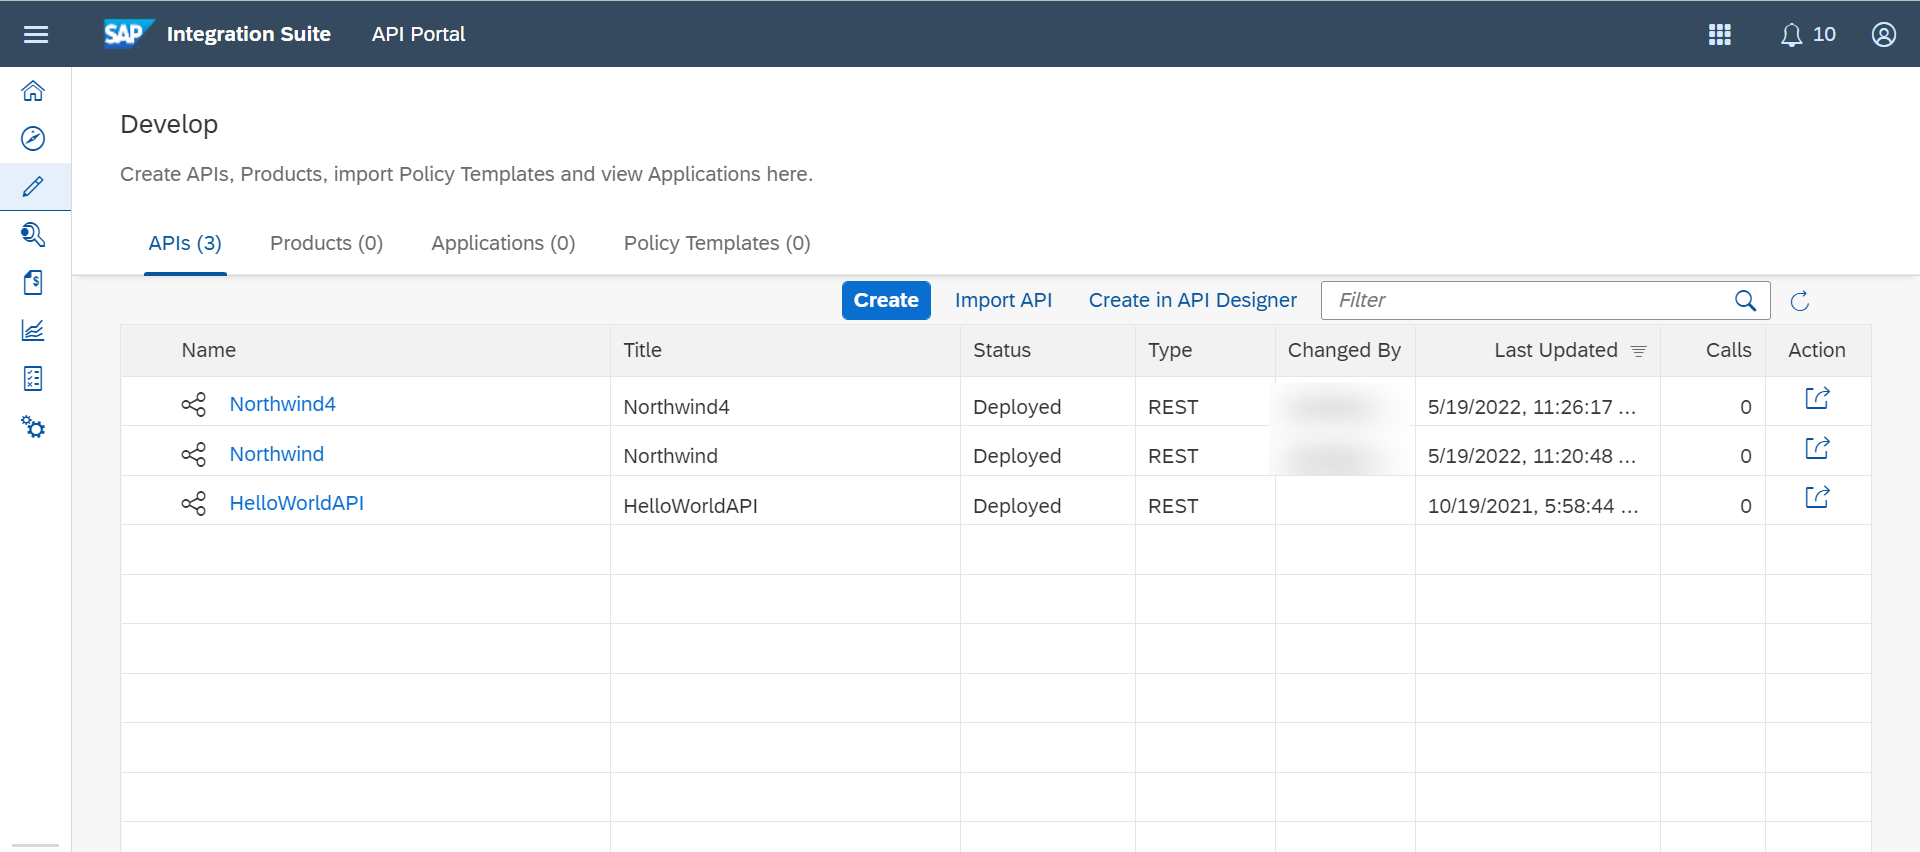 SAP Integration Suite API Portal 10
Develop
Create APIs, Products, import Policy Templates and view Applications here.
APIs (3) Products (0) Applications (0) Policy Templates (0)
Create Import API Create in API Designer Filter
Name Title Status Type Changed By Last Updated Calls Action
Northwind4 Northwind4 Deployed REST 5/19/2022, 11:26:17 ... 0
Northwind Northwind Deployed REST 5/19/2022, 11:20:48 ... 0
HelloWorldAPI HelloWorldAPI Deployed REST 10/19/2021, 5:58:44 ... 0